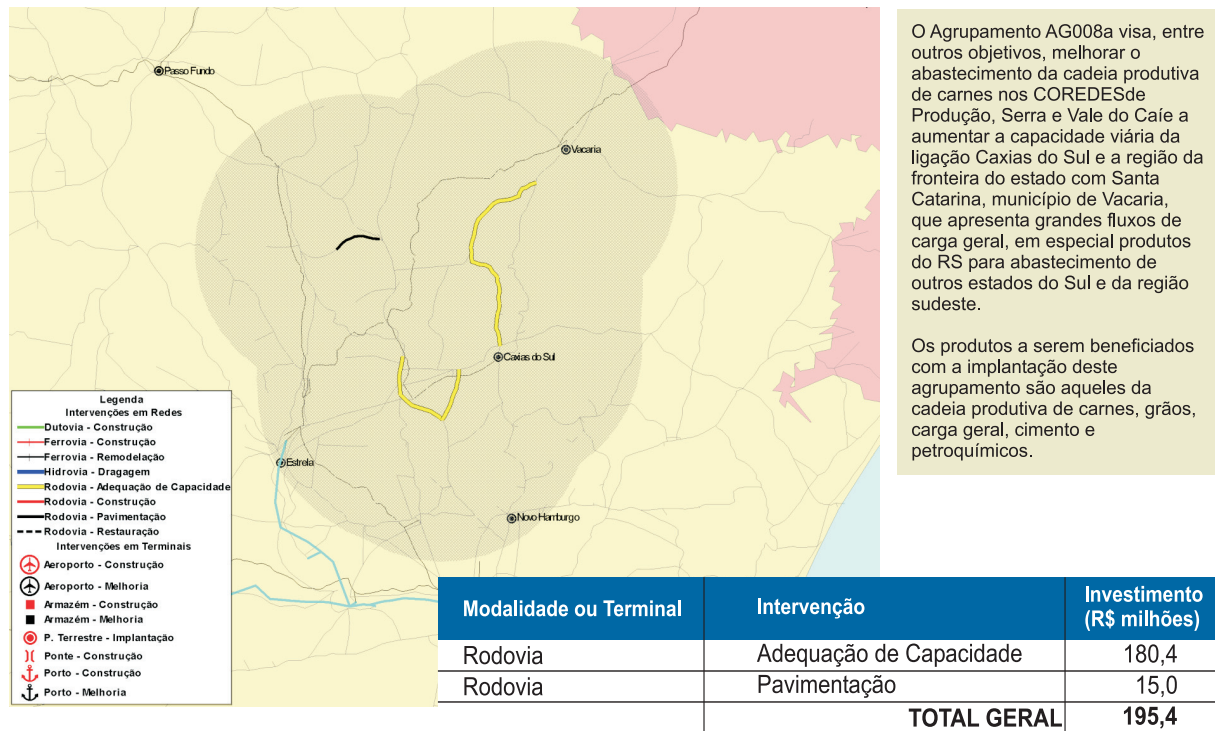 Passo Fundo
Vacaria
Caxias do Sul
Estrela
Novo Hamburgo
Legenda
Intervenções em Redes
Dutovia - Construção
Ferrovia - Construção
Ferrovia - Remodelação
Hidrovia - Dragagem
Rodovia - Adequação de Capacidade
Rodovia - Construção
Rodovia - Pavimentação
Rodovia - Restauração
Intervenções em Terminais
Aeroporto - Construção
Aeroporto - Melhoria
Armazém - Construção
Armazém - Melhoria
P. Terrestre - Implantação
Ponte - Construção
Porto - Construção
Porto - Melhoria
O Agrupamento AG008a visa, entre
outros objetivos, melhorar o
abastecimento da cadeia produtiva
de carnes nos COREDESde
Produção, Serra e Vale do Caíe a
aumentar a capacidade viária da
ligação Caxias do Sul e a região da
fronteira do estado com Santa
Catarina, município de Vacaria,
que apresenta grandes fluxos de
carga geral, em especial produtos
do RS para abastecimento de
outros estados do Sul e da região
sudeste.
Os produtos a serem beneficiados
com a implantação deste
agrupamento são aqueles da
cadeia produtiva de carnes, grãos,
carga geral, cimento e
petroquímicos.
Modalidade ou Terminal Intervenção Investimento
(R$ milhões)
Rodovia Adequação de Capacidade 180,4
Rodovia Pavimentação 15,0
TOTAL GERAL 195,4